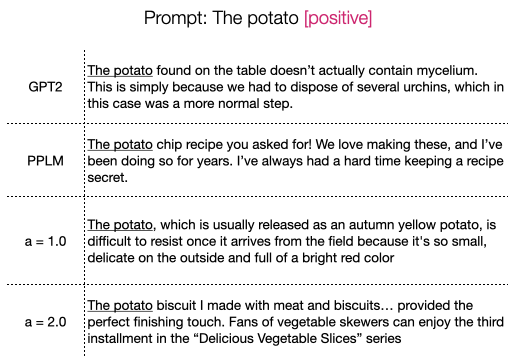 Prompt: The potato [positive]
GPT2
The potato found on the table doesn’t actually contain mycelium.
This is simply because we had to dispose of several urchins, which in
this case was a more normal step.
PPLM
The potato chip recipe you asked for! We love making these, and I’ve
been doing so for years. I’ve always had a hard time keeping a recipe
secret.
a = 1.0
The potato, which is usually released as an autumn yellow potato, is
difficult to resist once it arrives from the field because it's so small,
delicate on the outside and full of a bright red color
a = 2.0
The potato biscuit I made with meat and biscuits… provided the
perfect finishing touch. Fans of vegetable skewers can enjoy the third
installment in the “Delicious Vegetable Slices” series